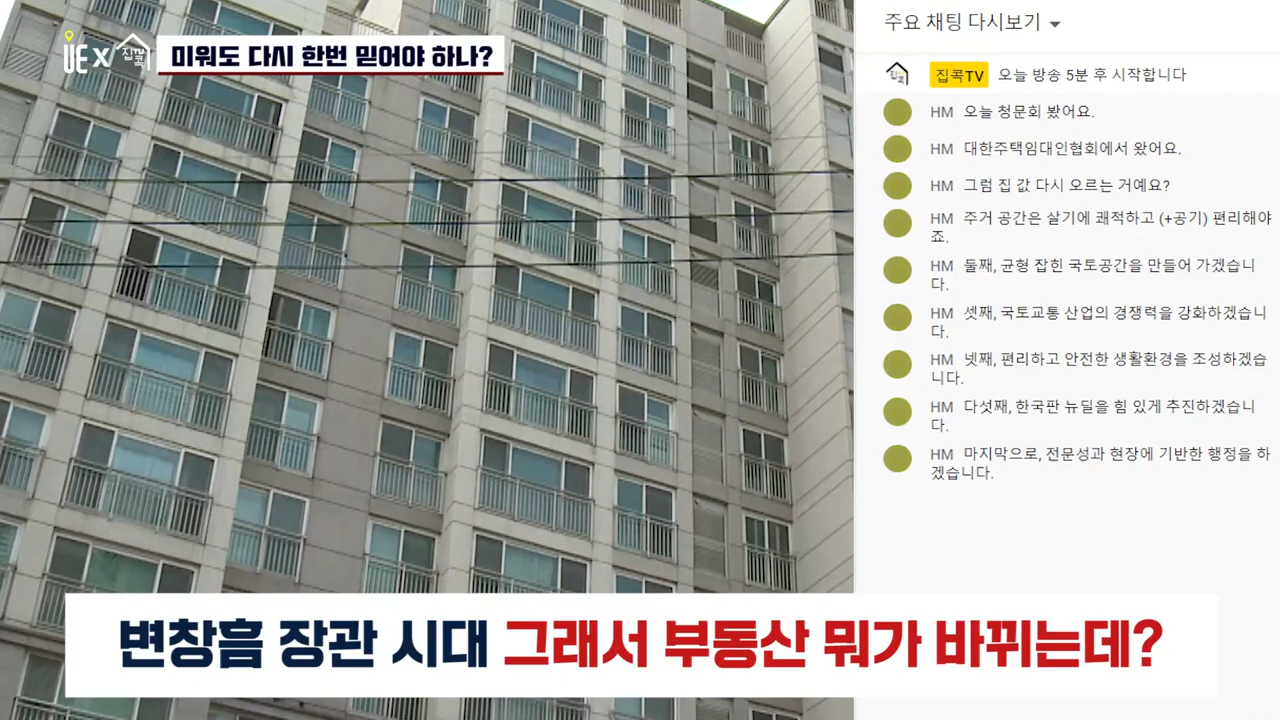 UEX 집콕
미워도 다시 한번 믿어야 하나?
주요 채팅 다시보기
집콕TV 오늘 방송 5분 후 시작합니다
HM 오늘 청문회 봤어요.
HM 대한주택임대인협회에서 왔어요.
HM 그럼 집 값 다시 오르는 거예요?
HM 주거 공간은 살기에 쾌적하고 (+공기) 편리해야
죠.
HM 둘째, 균형 잡힌 국토공간을 만들어 가겠습니
다.
HM 셋째, 국토교통 산업의 경쟁력을 강화하겠습니
다.
HM 넷째, 편리하고 안전한 생활환경을 조성하겠습
니다.
HM 다섯째, 한국판 뉴딜을 힘 있게 추진하겠습니
다.
HM 마지막으로, 전문성과 현장에 기반한 행정을 하
겠습니다.
변창흠 장관 시대 그래서 부동산 뭐가 바뀌는데?